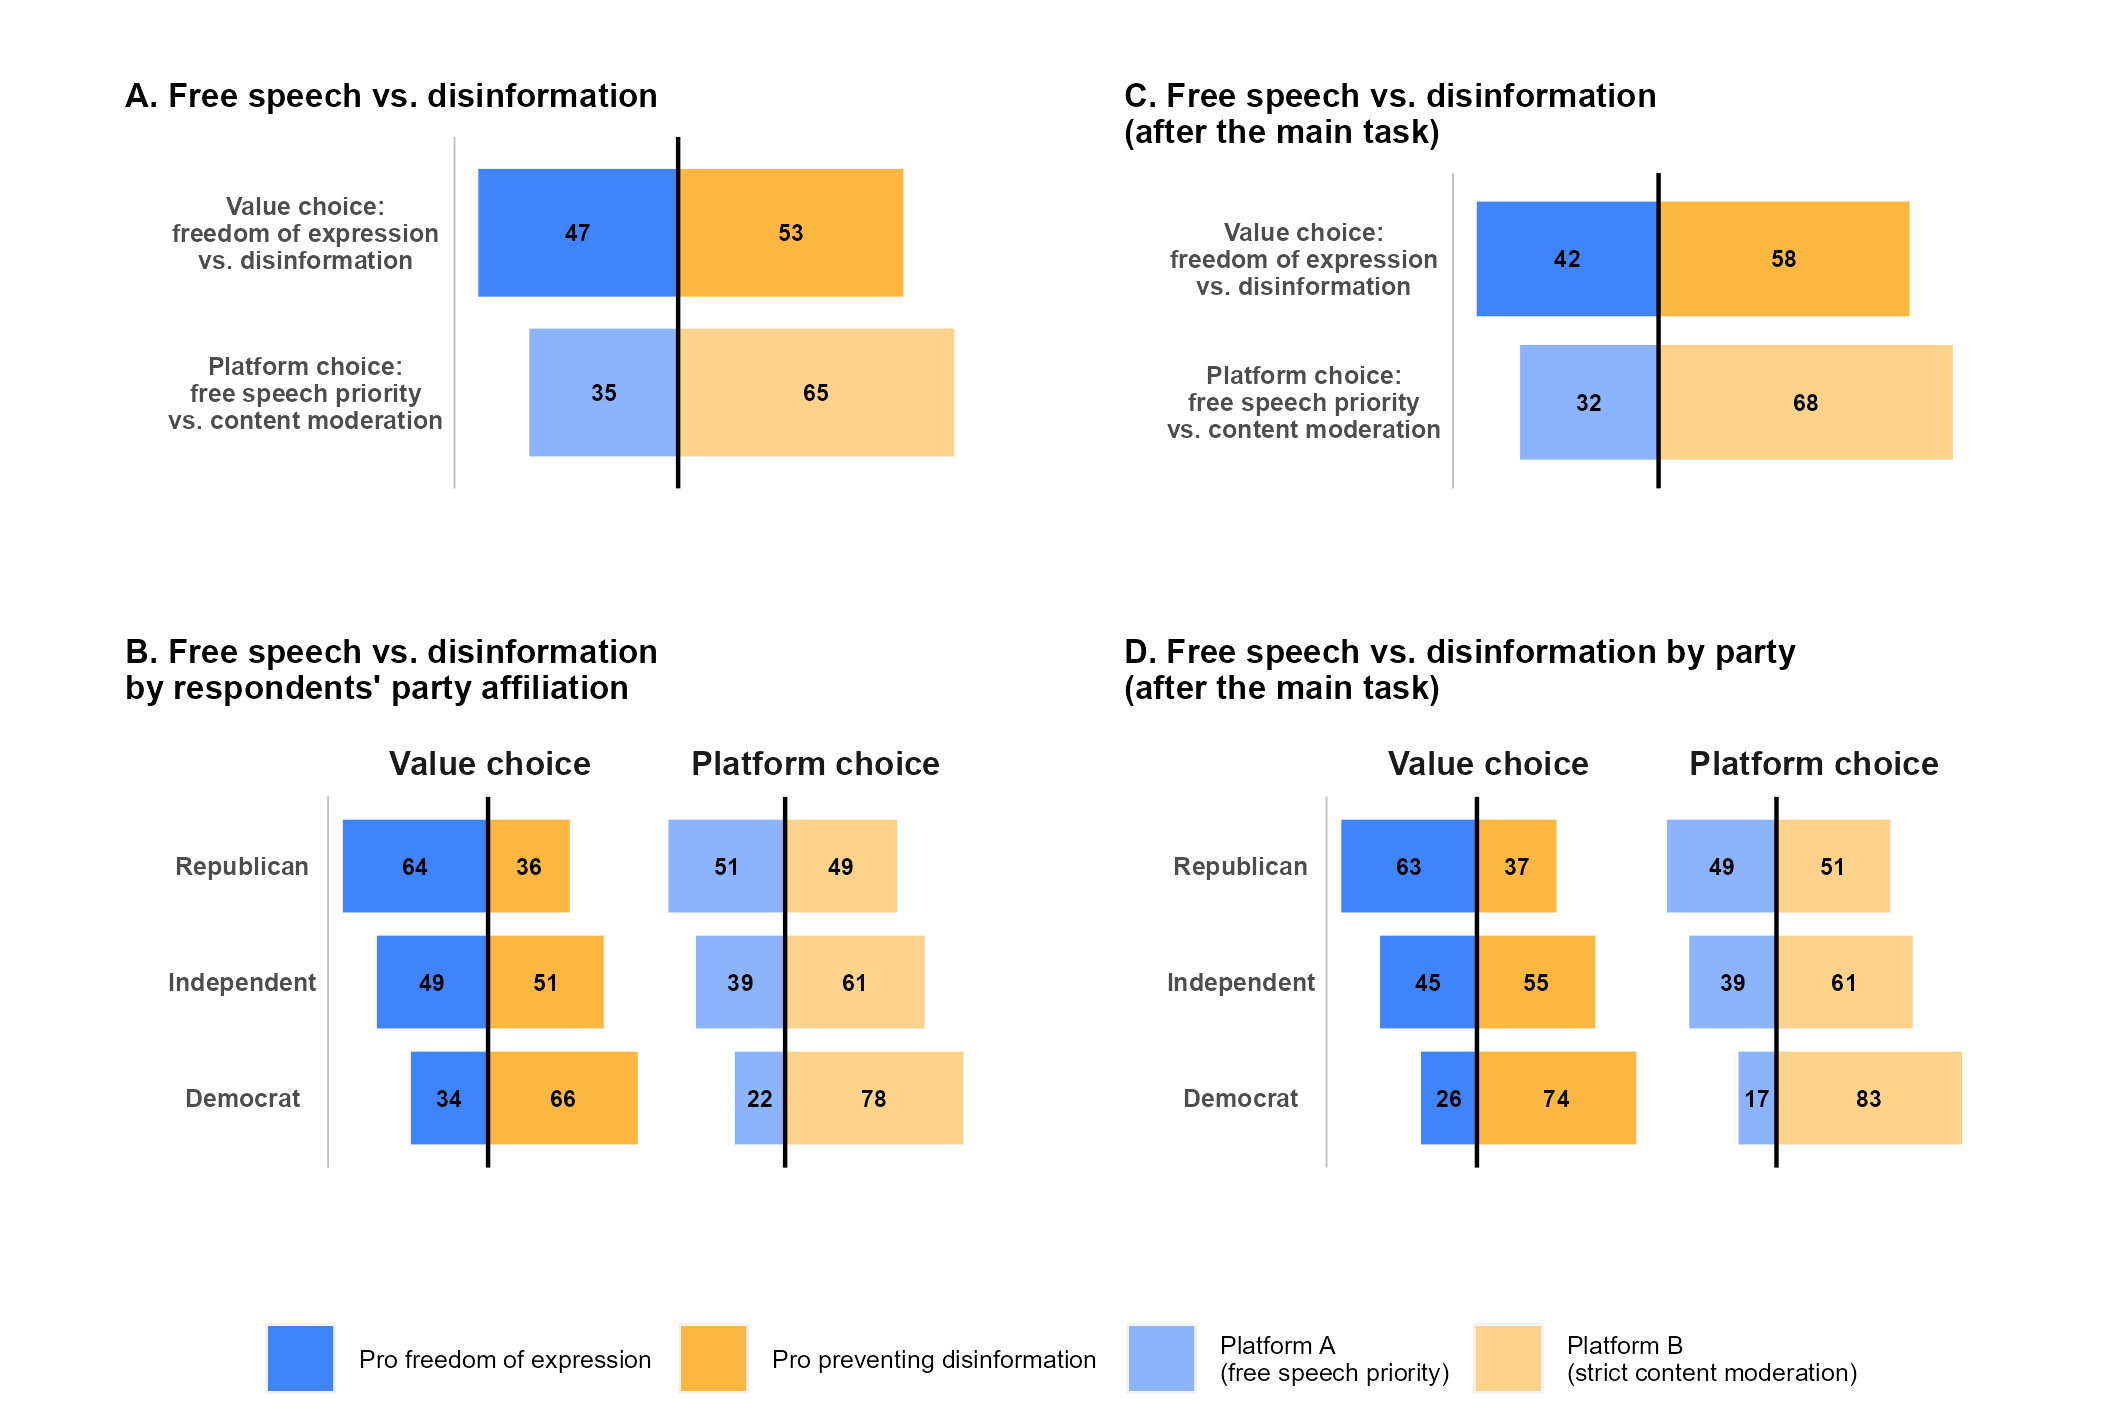 A. Free speech vs. disinformation
Value choice:
freedom of expression
vs. disinformation
47
53
Platform choice:
free speech priority
vs. content moderation
35
65
C. Free speech vs. disinformation
(after the main task)
Value choice:
freedom of expression
vs. disinformation
42
58
Platform choice:
free speech priority
vs. content moderation
32
68
B. Free speech vs. disinformation
by respondents' party affiliation
Value choice
Platform choice
Republican
64
36
51
49
Independent
49
51
39
61
Democrat
34
66
22
78
D. Free speech vs. disinformation by party
(after the main task)
Value choice
Platform choice
Republican
63
37
49
51
Independent
45
55
39
61
Democrat
26
74
17
83
Pro freedom of expression
Pro preventing disinformation
Platform A
(free speech priority)
Platform B
(strict content moderation)